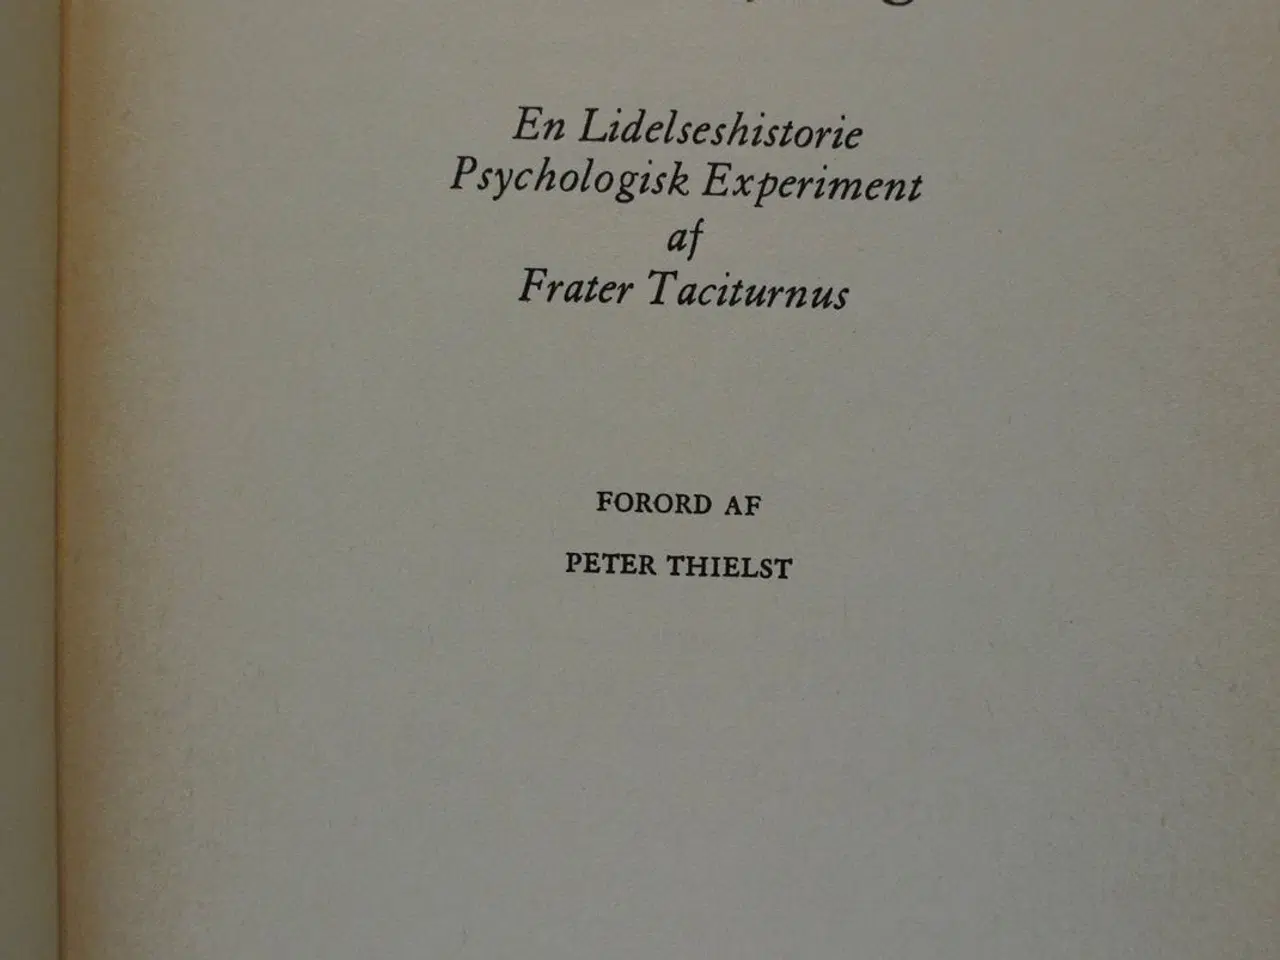 En Lidelseshistorie
Psychologisk Experiment
af
Frater Taciturnus
FORORD AF
PETER THIELST